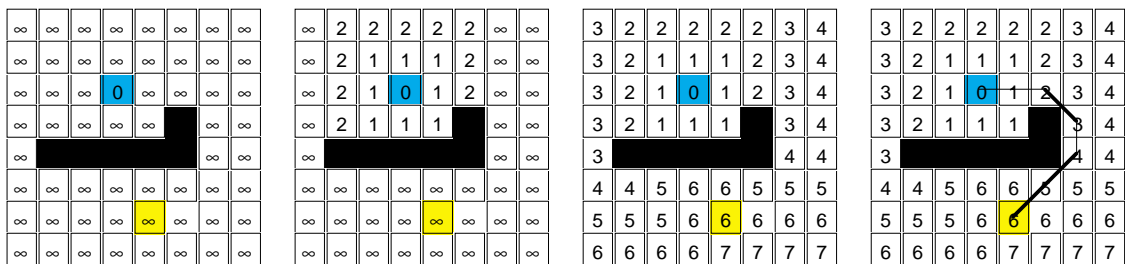 ∞ ∞ ∞ ∞ ∞ ∞ ∞ ∞ ∞ 2 2 2 2 2 ∞ ∞ 3 2 2 2 2 2 3 4 3 2 2 2 2 2 3 4
∞ ∞ ∞ ∞ ∞ ∞ ∞ ∞ ∞ 2 1 1 1 2 ∞ ∞ 3 2 1 1 1 2 3 4 3 2 1 1 1 2 3 4
∞ ∞ ∞ 0 ∞ ∞ ∞ ∞ ∞ 2 1 0 1 2 ∞ ∞ 3 2 1 0 1 2 3 4 3 2 1 0 1 2 3 4
∞ ∞ ∞ ∞ ∞ ∞ ∞ ∞ 2 1 1 1 ∞ ∞ 3 2 1 1 1 3 4 3 2 1 1 1 3 4
∞ ∞ ∞ ∞ ∞ ∞ 3 4 4 3 4 4
∞ ∞ ∞ ∞ ∞ ∞ ∞ ∞ ∞ ∞ ∞ ∞ ∞ ∞ ∞ ∞ 4 4 5 6 6 5 5 5 4 4 5 6 6 5 5 5
∞ ∞ ∞ ∞ ∞ ∞ ∞ ∞ ∞ ∞ ∞ ∞ ∞ ∞ ∞ ∞ 5 5 5 6 6 6 6 6 5 5 5 6 6 6 6 6
∞ ∞ ∞ ∞ ∞ ∞ ∞ ∞ ∞ ∞ ∞ ∞ ∞ ∞ ∞ ∞ 6 6 6 6 7 7 7 7 6 6 6 6 7 7 7 7